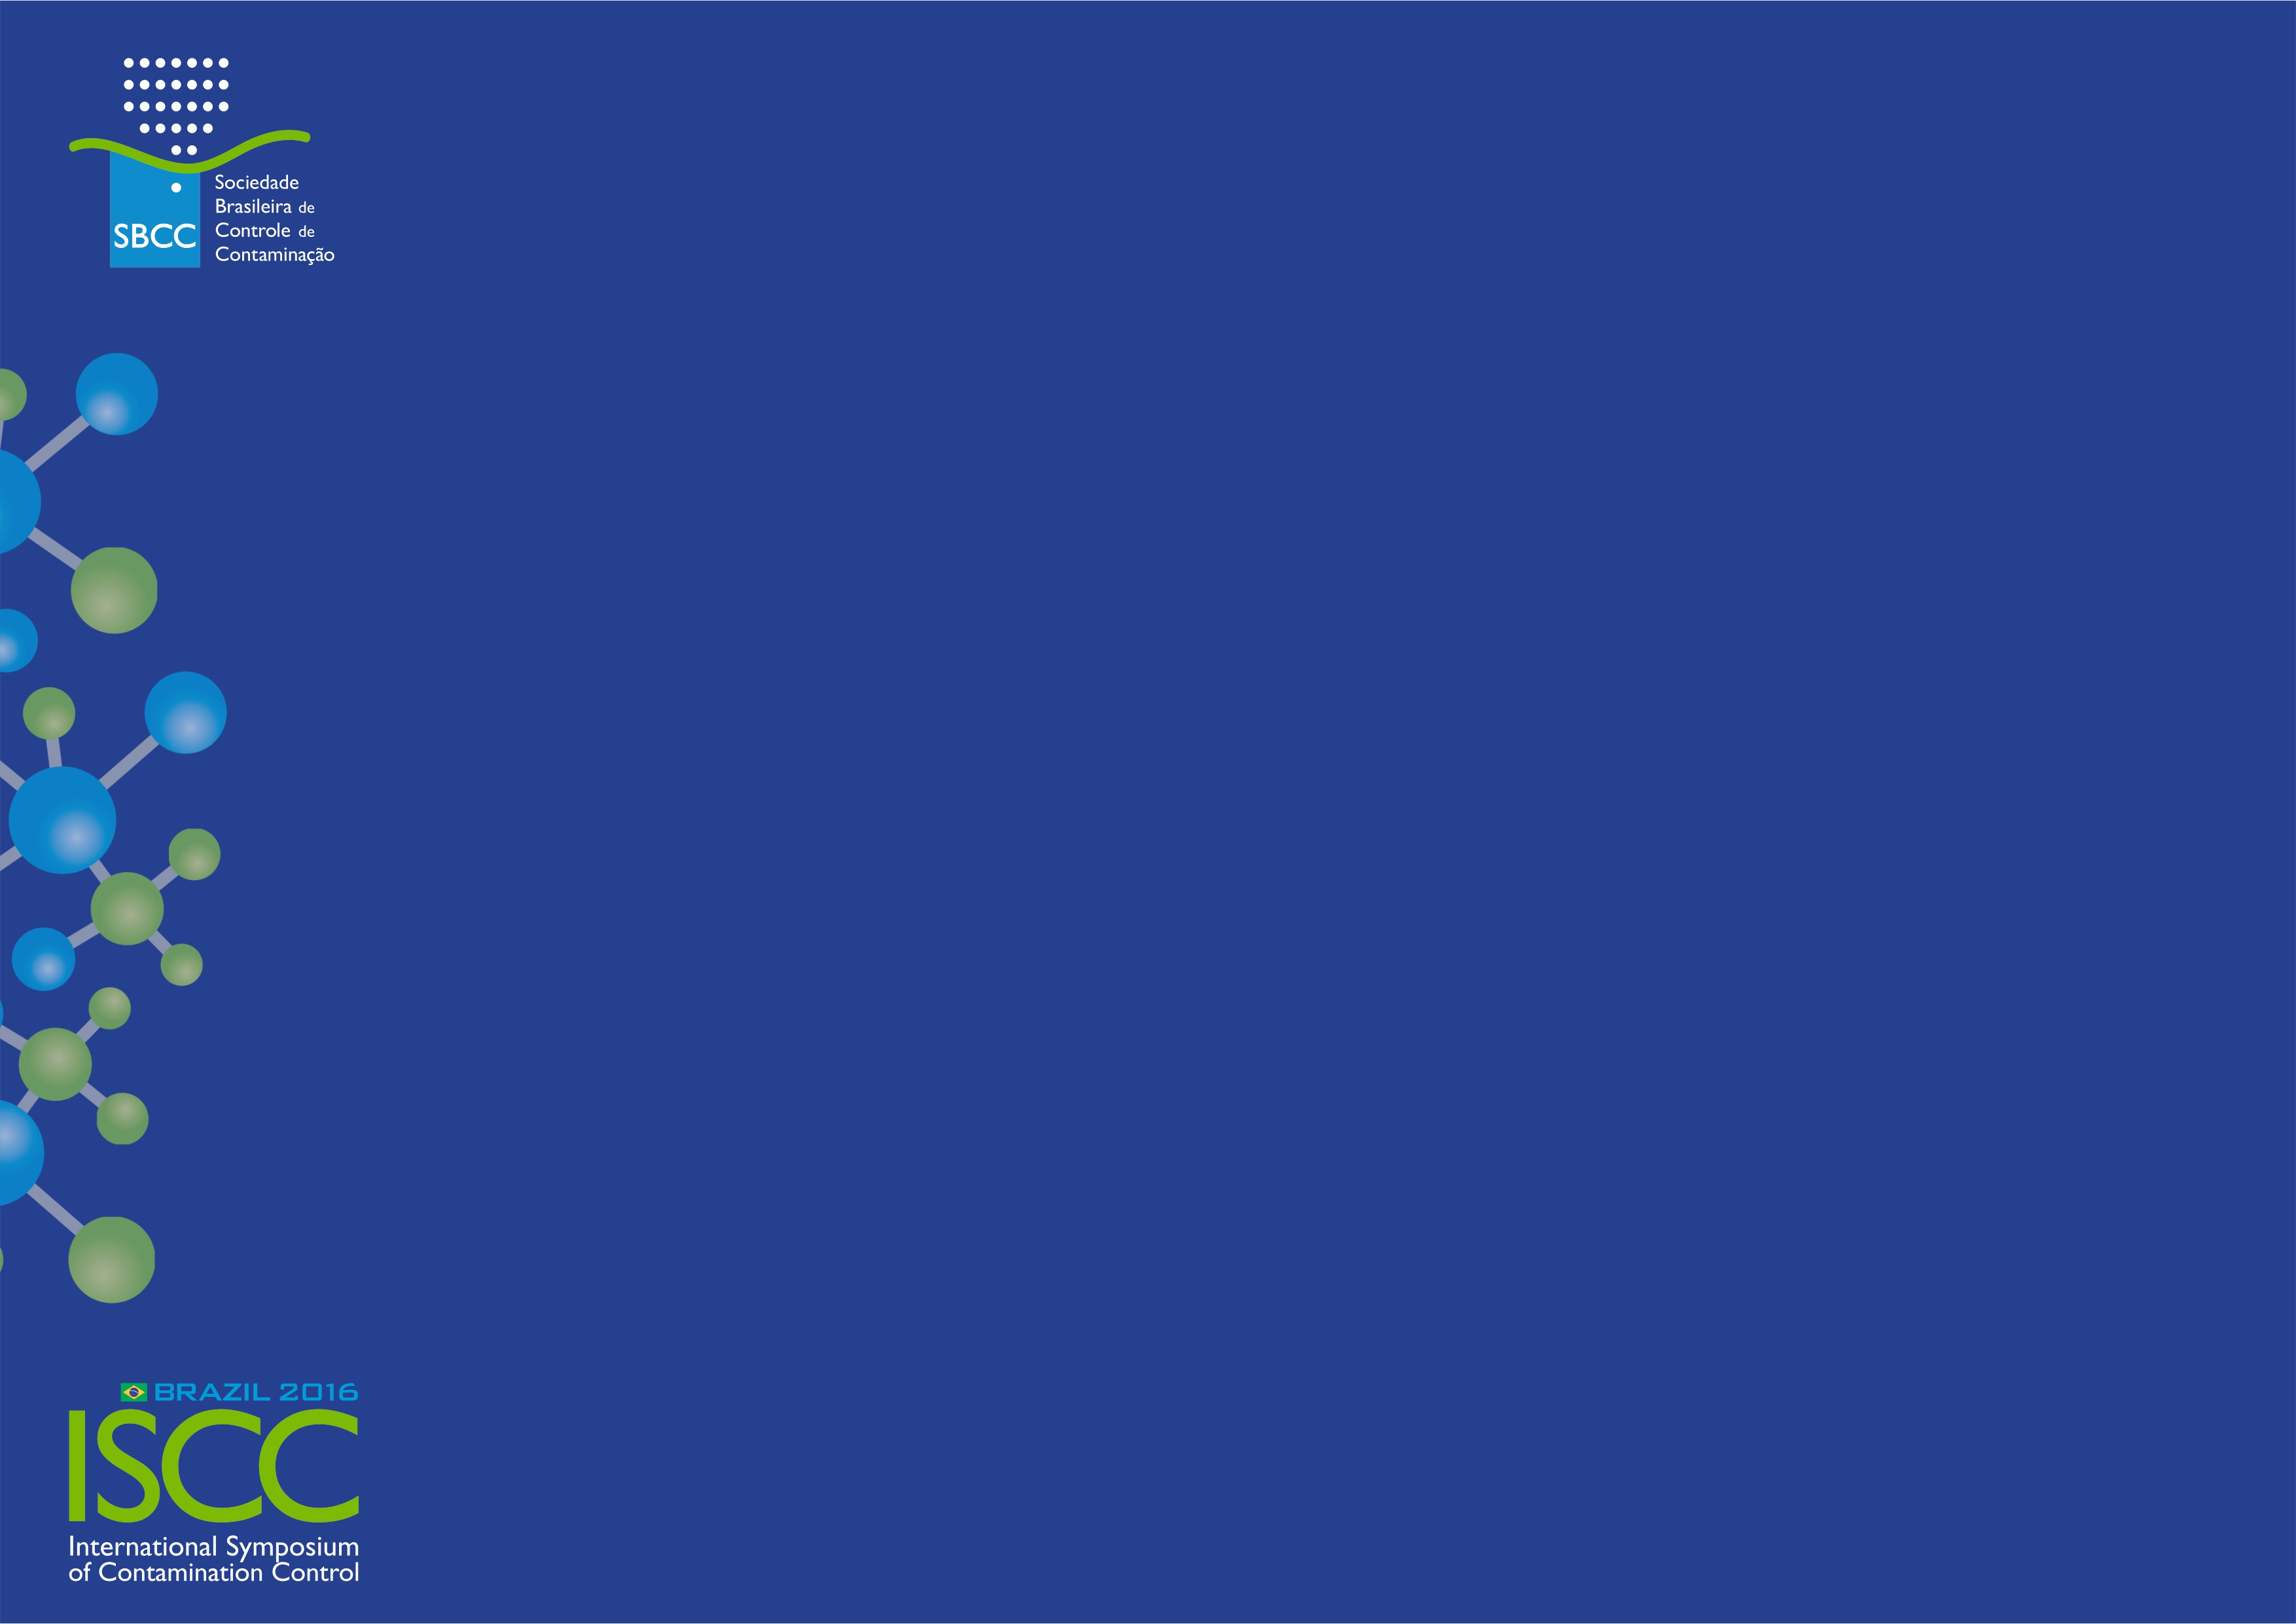 SBCC
Sociedade
Brasileira de
Controle de
Contaminação
BRAZIL 2016
ISCC
International Symposium
of Contamination Control